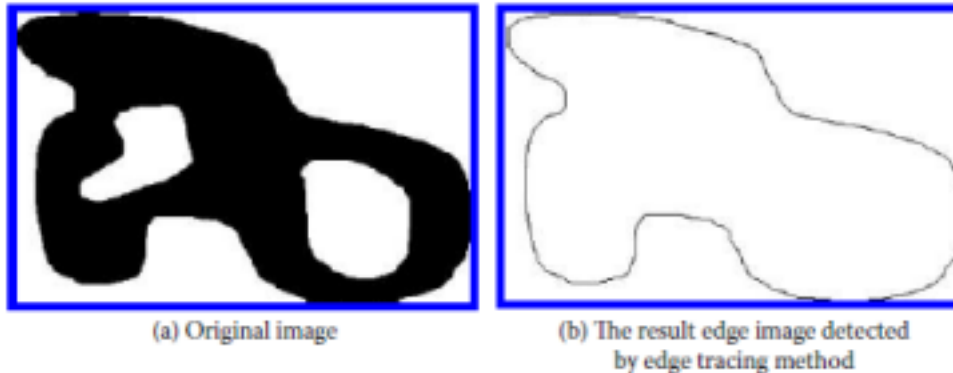 (a) Original image
(b) The result edge image detected
by edge tracing method